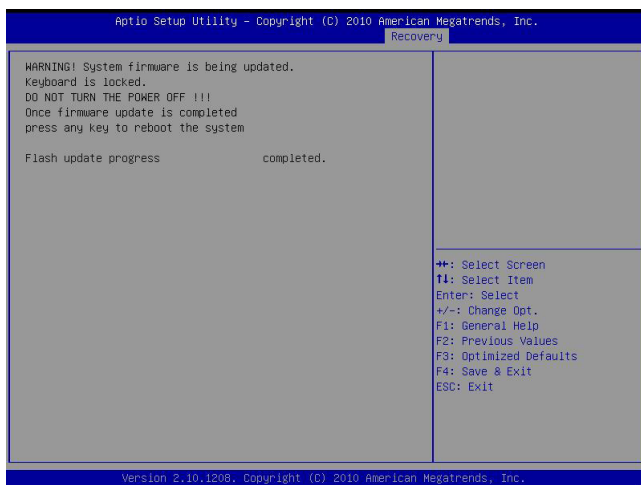 Aptio Setup Utility – Copyright (C) 2010 American Megatrends, Inc.
Recovery
WARNING! System firmware is being updated.
Keyboard is locked.
DO NOT TURN THE POWER OFF !!!
Once firmware update is completed
press any key to reboot the system
Flash update progress completed.
→←: Select Screen
↑↓: Select Item
Enter: Select
+/-: Change Opt.
F1: General Help
F2: Previous Values
F3: Optimized Defaults
F4: Save & Exit
ESC: Exit
Version 2.10.1208. Copyright (C) 2010 American Megatrends, Inc.